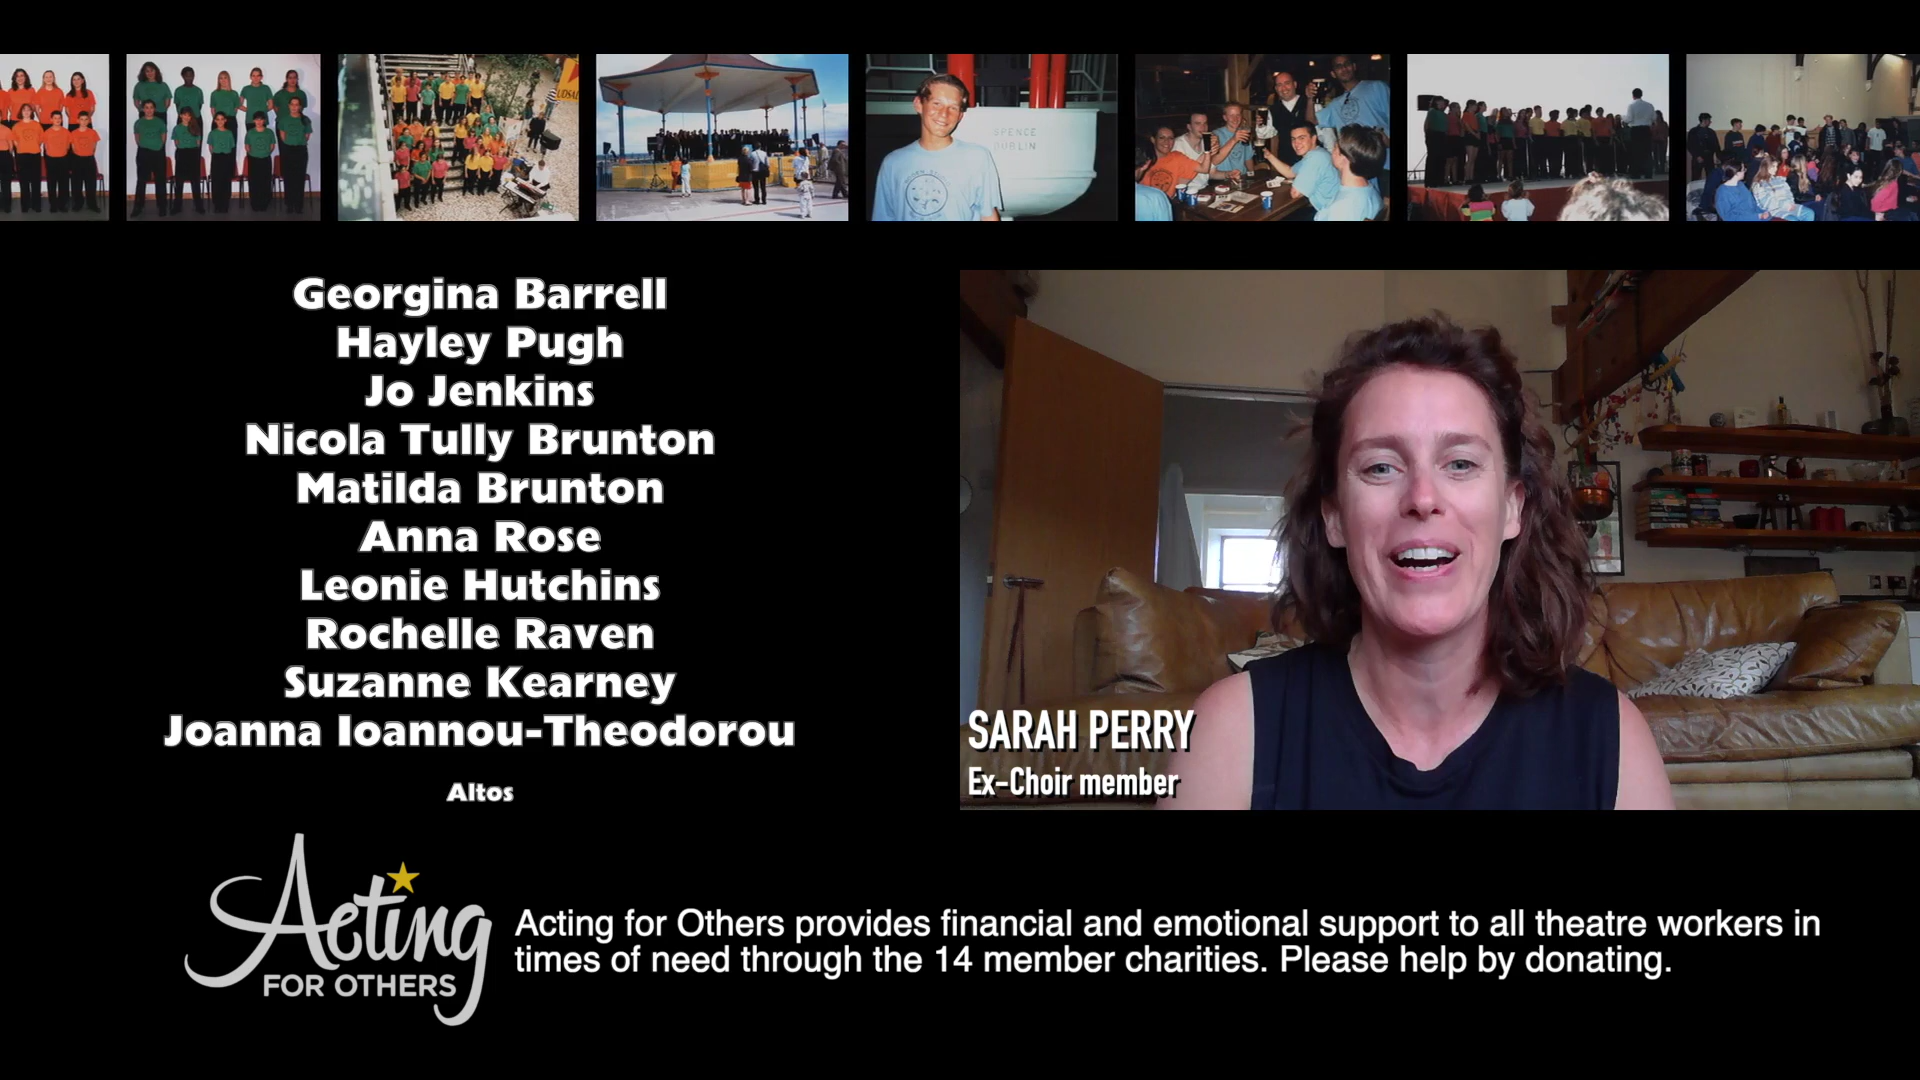 SPENCE
DUBLIN
Georgina Barrell
Hayley Pugh
Jo Jenkins
Nicola Tully Brunton
Matilda Brunton
Anna Rose
Leonie Hutchins
Rochelle Raven
Suzanne Kearney
Joanna Ioannou-Theodorou
Altos
SARAH PERRY
Ex-Choir member
Acting
FOR OTHERS
Acting for Others provides financial and emotional support to all theatre workers in
times of need through the 14 member charities. Please help by donating.